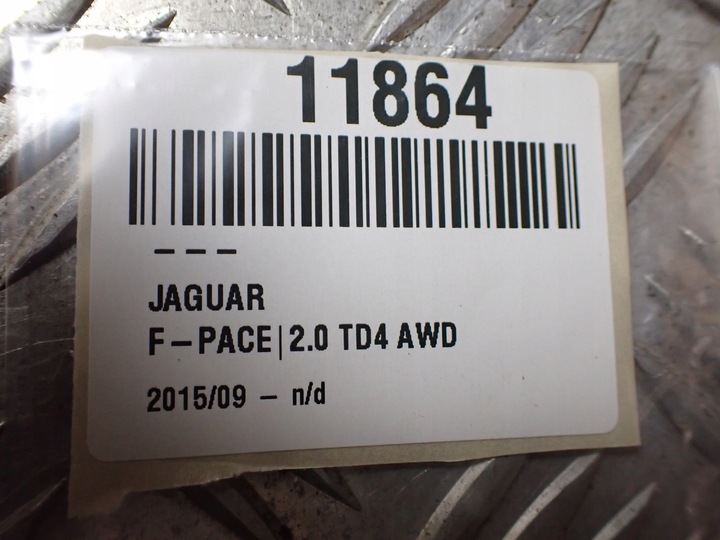 11864
– – –
JAGUAR
F–PACE|2.0 TD4 AWD
2015/09 – n/d